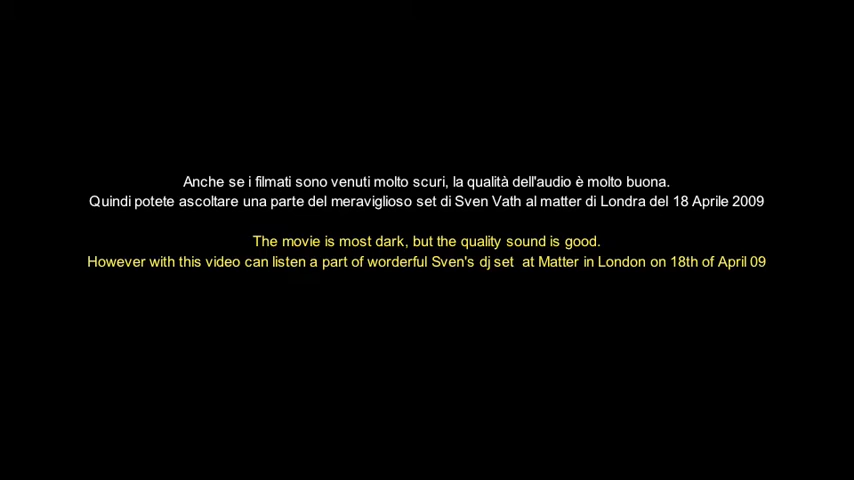 Anche se i filmati sono venuti molto scuri, la qualità dell'audio è molto buona.
Quindi potete ascoltare una parte del meraviglioso set di Sven Vath al matter di Londra del 18 Aprile 2009
The movie is most dark, but the quality sound is good.
However with this video can listen a part of worderful Sven's dj set at Matter in London on 18th of April 09